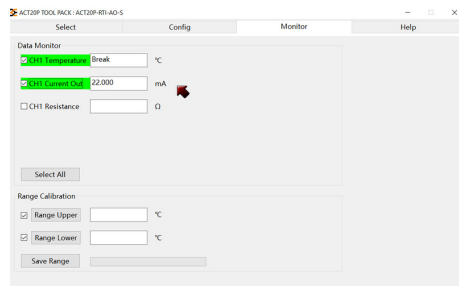 ACT20P TOOL PACK : ACT20P-RTI-AO-S
Select Config Monitor Help
Data Monitor
CH1 Temperature Break °C
CH1 Current Out 22.000 mA
CH1 Resistance Ω
Select All
Range Calibration
Range Upper °C
Range Lower °C
Save Range